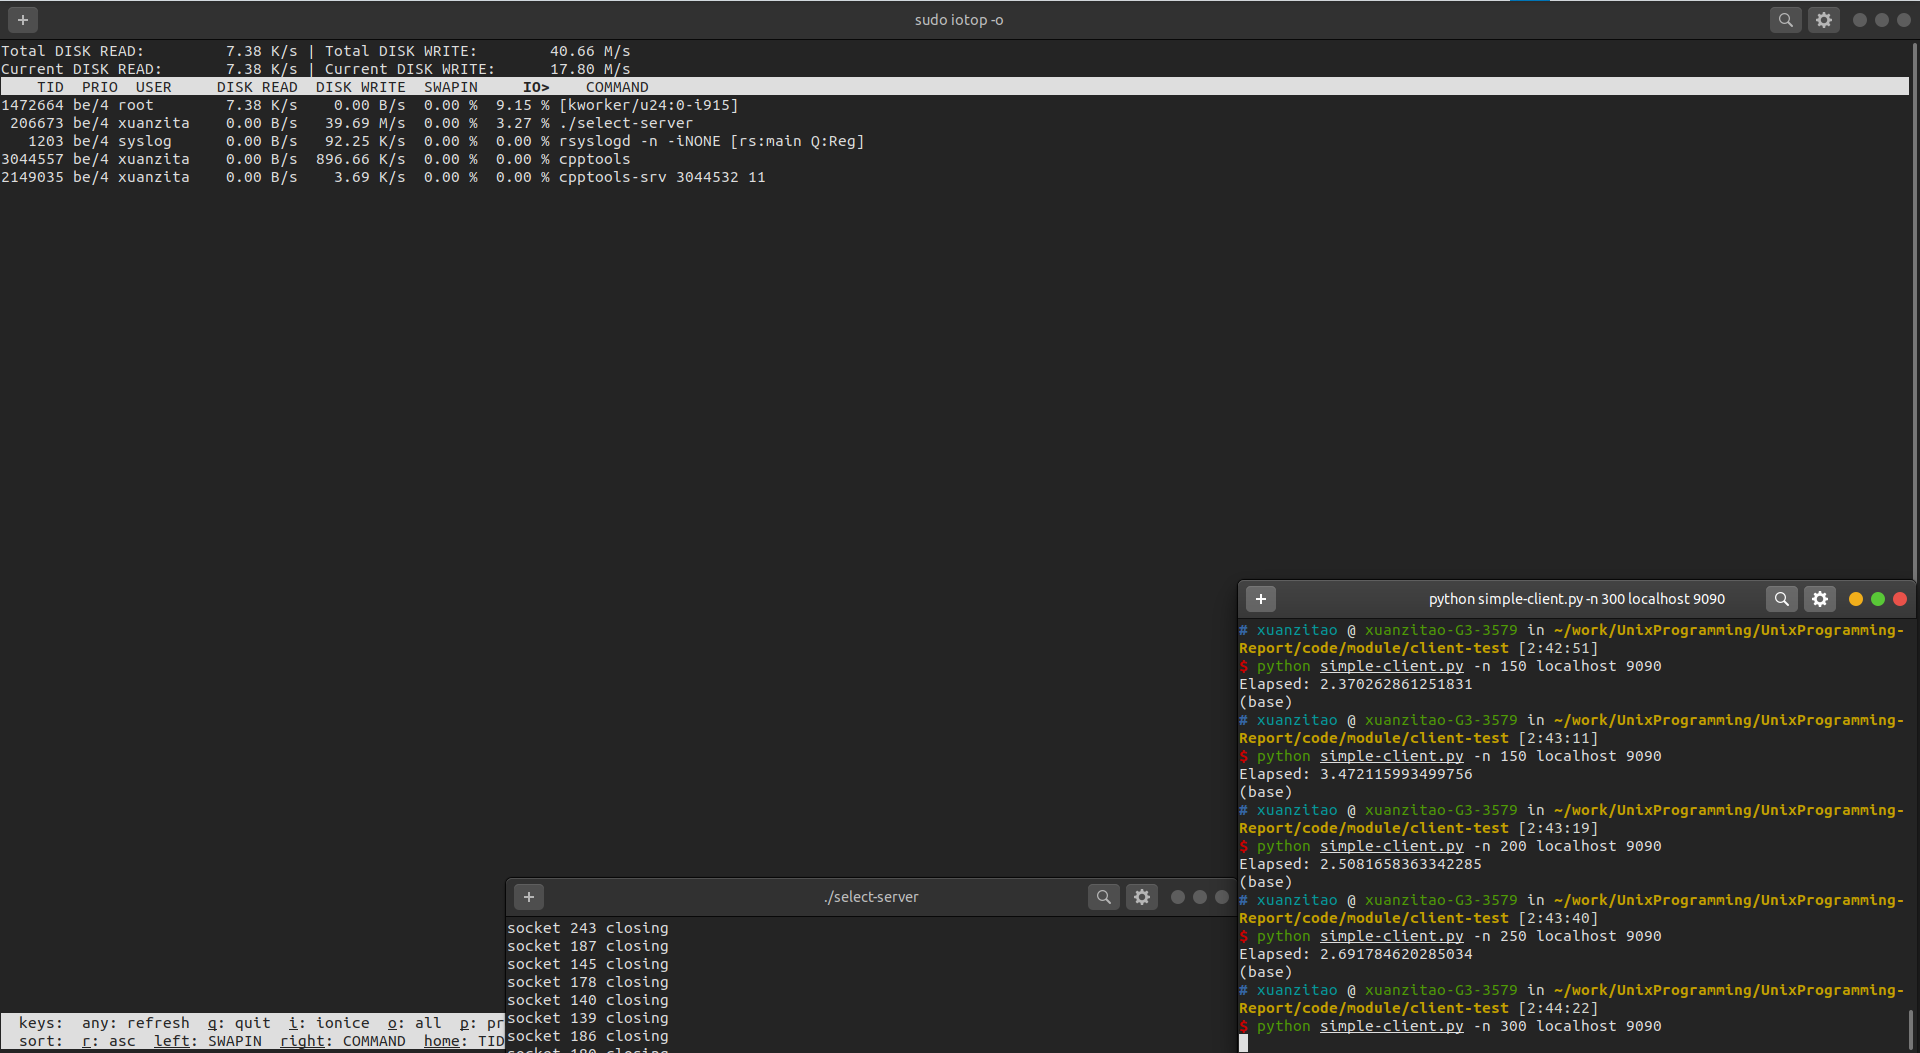 sudo iotop -o
Total DISK READ:         7.38 K/s | Total DISK WRITE:        40.66 M/s
Current DISK READ:       7.38 K/s | Current DISK WRITE:      17.80 M/s
    TID  PRIO  USER     DISK READ  DISK WRITE  SWAPIN     IO>    COMMAND
1472664 be/4 root        7.38 K/s    0.00 B/s  0.00 %  9.15 % [kworker/u24:0-i915]
 206673 be/4 xuanzita    0.00 B/s   39.69 M/s  0.00 %  3.27 % ./select-server
   1203 be/4 syslog      0.00 B/s   92.25 K/s  0.00 %  0.00 % rsyslogd -n -iNONE [rs:main Q:Reg]
3044557 be/4 xuanzita    0.00 B/s  896.66 K/s  0.00 %  0.00 % cpptools
2149035 be/4 xuanzita    0.00 B/s    3.69 K/s  0.00 %  0.00 % cpptools-srv 3044532 11
keys:  any: refresh  q: quit  i: ionice  o: all  p: pr
sort:  r: asc  left: SWAPIN  right: COMMAND  home: TID
./select-server
socket 243 closing
socket 187 closing
socket 145 closing
socket 178 closing
socket 140 closing
socket 139 closing
socket 186 closing
socket 180 closing
python simple-client.py -n 300 localhost 9090
# xuanzitao @ xuanzitao-G3-3579 in ~/work/UnixProgramming/UnixProgramming-
Report/code/module/client-test [2:42:51]
$ python simple-client.py -n 150 localhost 9090
Elapsed: 2.370262861251831
(base)
# xuanzitao @ xuanzitao-G3-3579 in ~/work/UnixProgramming/UnixProgramming-
Report/code/module/client-test [2:43:11]
$ python simple-client.py -n 150 localhost 9090
Elapsed: 3.472115993499756
(base)
# xuanzitao @ xuanzitao-G3-3579 in ~/work/UnixProgramming/UnixProgramming-
Report/code/module/client-test [2:43:19]
$ python simple-client.py -n 200 localhost 9090
Elapsed: 2.5081658363342285
(base)
# xuanzitao @ xuanzitao-G3-3579 in ~/work/UnixProgramming/UnixProgramming-
Report/code/module/client-test [2:43:40]
$ python simple-client.py -n 250 localhost 9090
Elapsed: 2.691784620285034
(base)
# xuanzitao @ xuanzitao-G3-3579 in ~/work/UnixProgramming/UnixProgramming-
Report/code/module/client-test [2:44:22]
$ python simple-client.py -n 300 localhost 9090